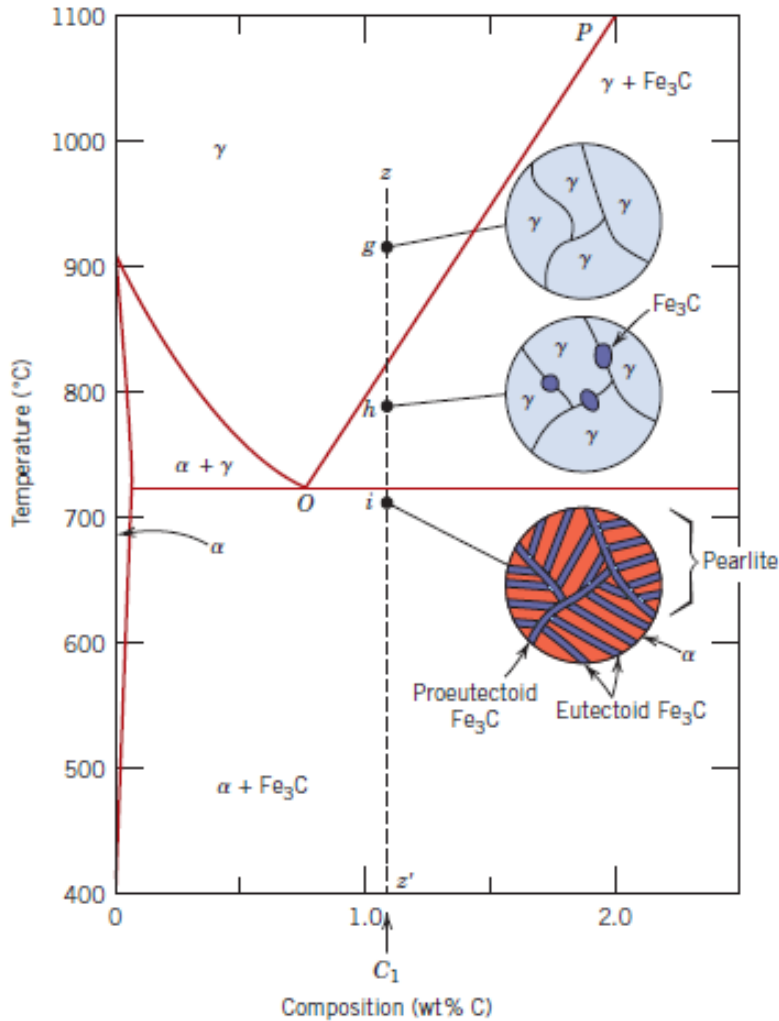 1100
P
γ + Fe₃C
1000
γ
z
γ
γ
γ
g
γ
900
Fe₃C
γ
γ
800
h
γ
γ
α + γ
O
i
700
α
Pearlite
600
α
Proeutectoid
Fe₃C
Eutectoid Fe₃C
500
α + Fe₃C
z'
400
0
1.0
2.0
C₁
Temperature (°C)
Composition (wt% C)